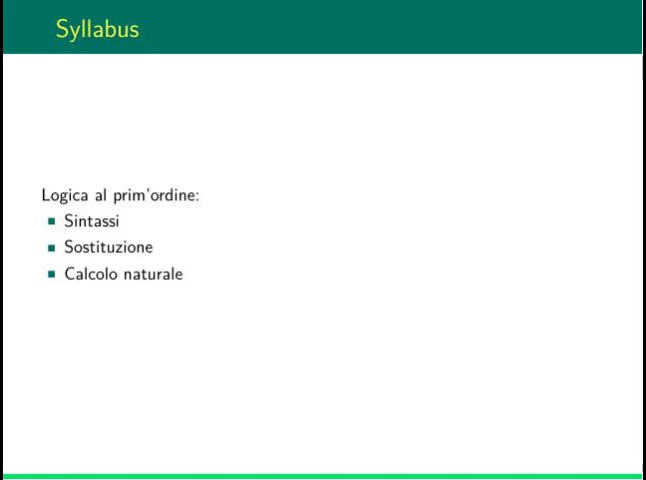 Syllabus
Logica al prim'ordine:
Sintassi
Sostituzione
Calcolo naturale